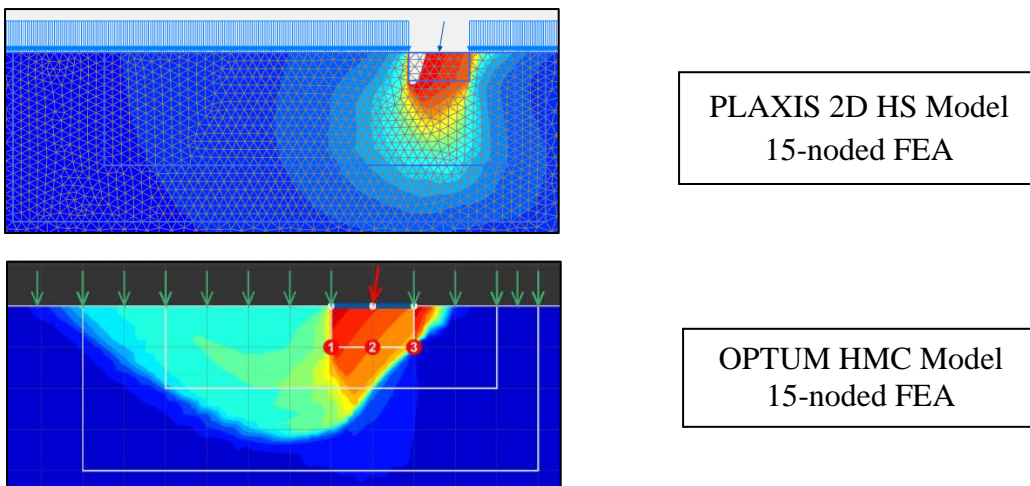 PLAXIS 2D HS Model
15-noded FEA
1 2 3
OPTUM HMC Model
15-noded FEA